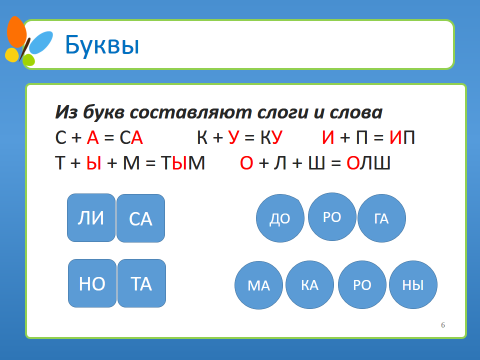 Буквы
Из букв составляют слоги и слова
С + А = СА К + У = КУ И + П = ИП
Т + Ы + М = ТЫМ О + Л + Ш = ОЛШ
ЛИ СА ДО РО ГА
НО ТА МА КА РО НЫ
6